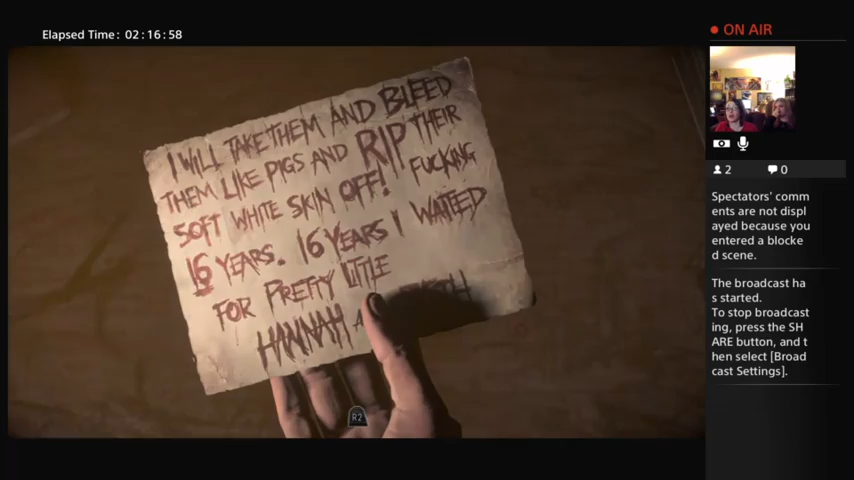 Elapsed Time: 02:16:58
ON AIR
I WILL TAKE THEM AND BLEED
THEM LIKE PIGS AND RIP THEIR
SOFT WHITE SKIN OFF! FUCKING
16 YEARS. 16 YEARS I WAITED
FOR PRETTY LITTLE
HANNAH
R2
2
0
Spectators' comm
ents are not displ
ayed because you
entered a blocke
d scene.
The broadcast ha
s started.
To stop broadcast
ing, press the SH
ARE button, and t
hen select [Broad
cast Settings].